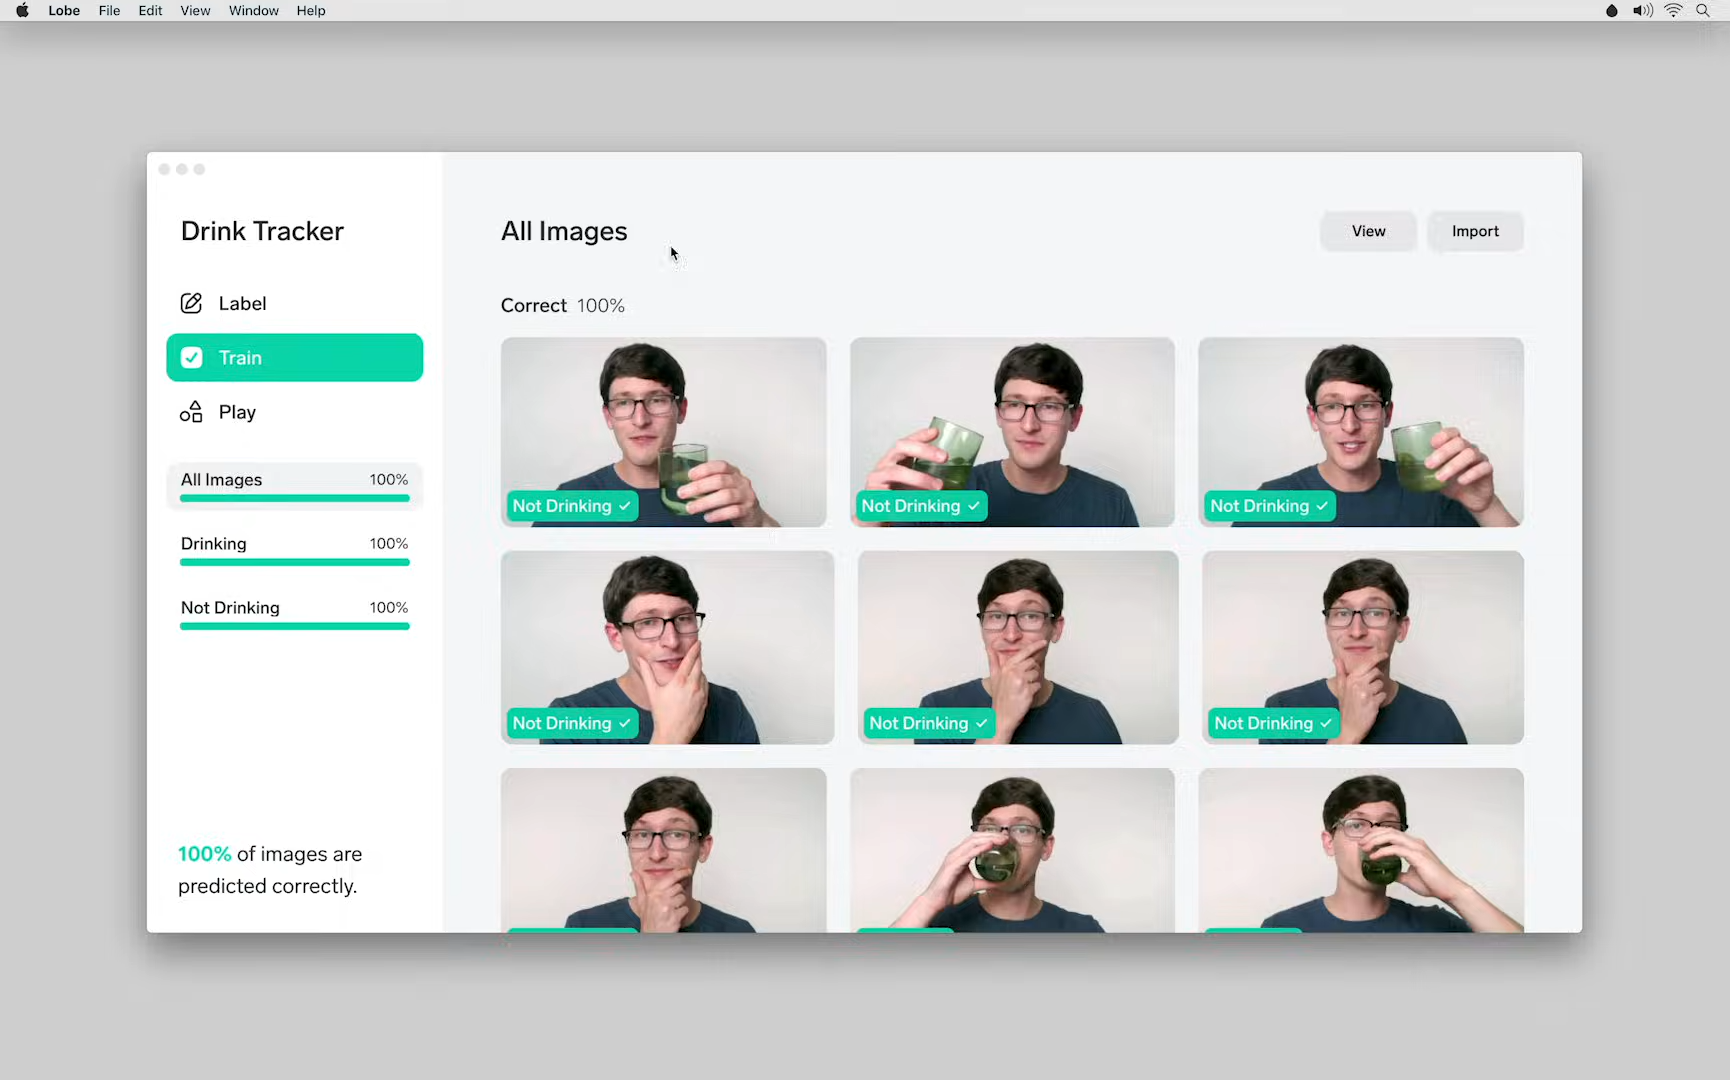 Lobe File Edit View Window Help
Drink Tracker
Label
Train
Play
All Images 100%
Drinking 100%
Not Drinking 100%
100% of images are
predicted correctly.
All Images
View Import
Correct 100%
Not Drinking
Not Drinking
Not Drinking
Not Drinking
Not Drinking
Not Drinking